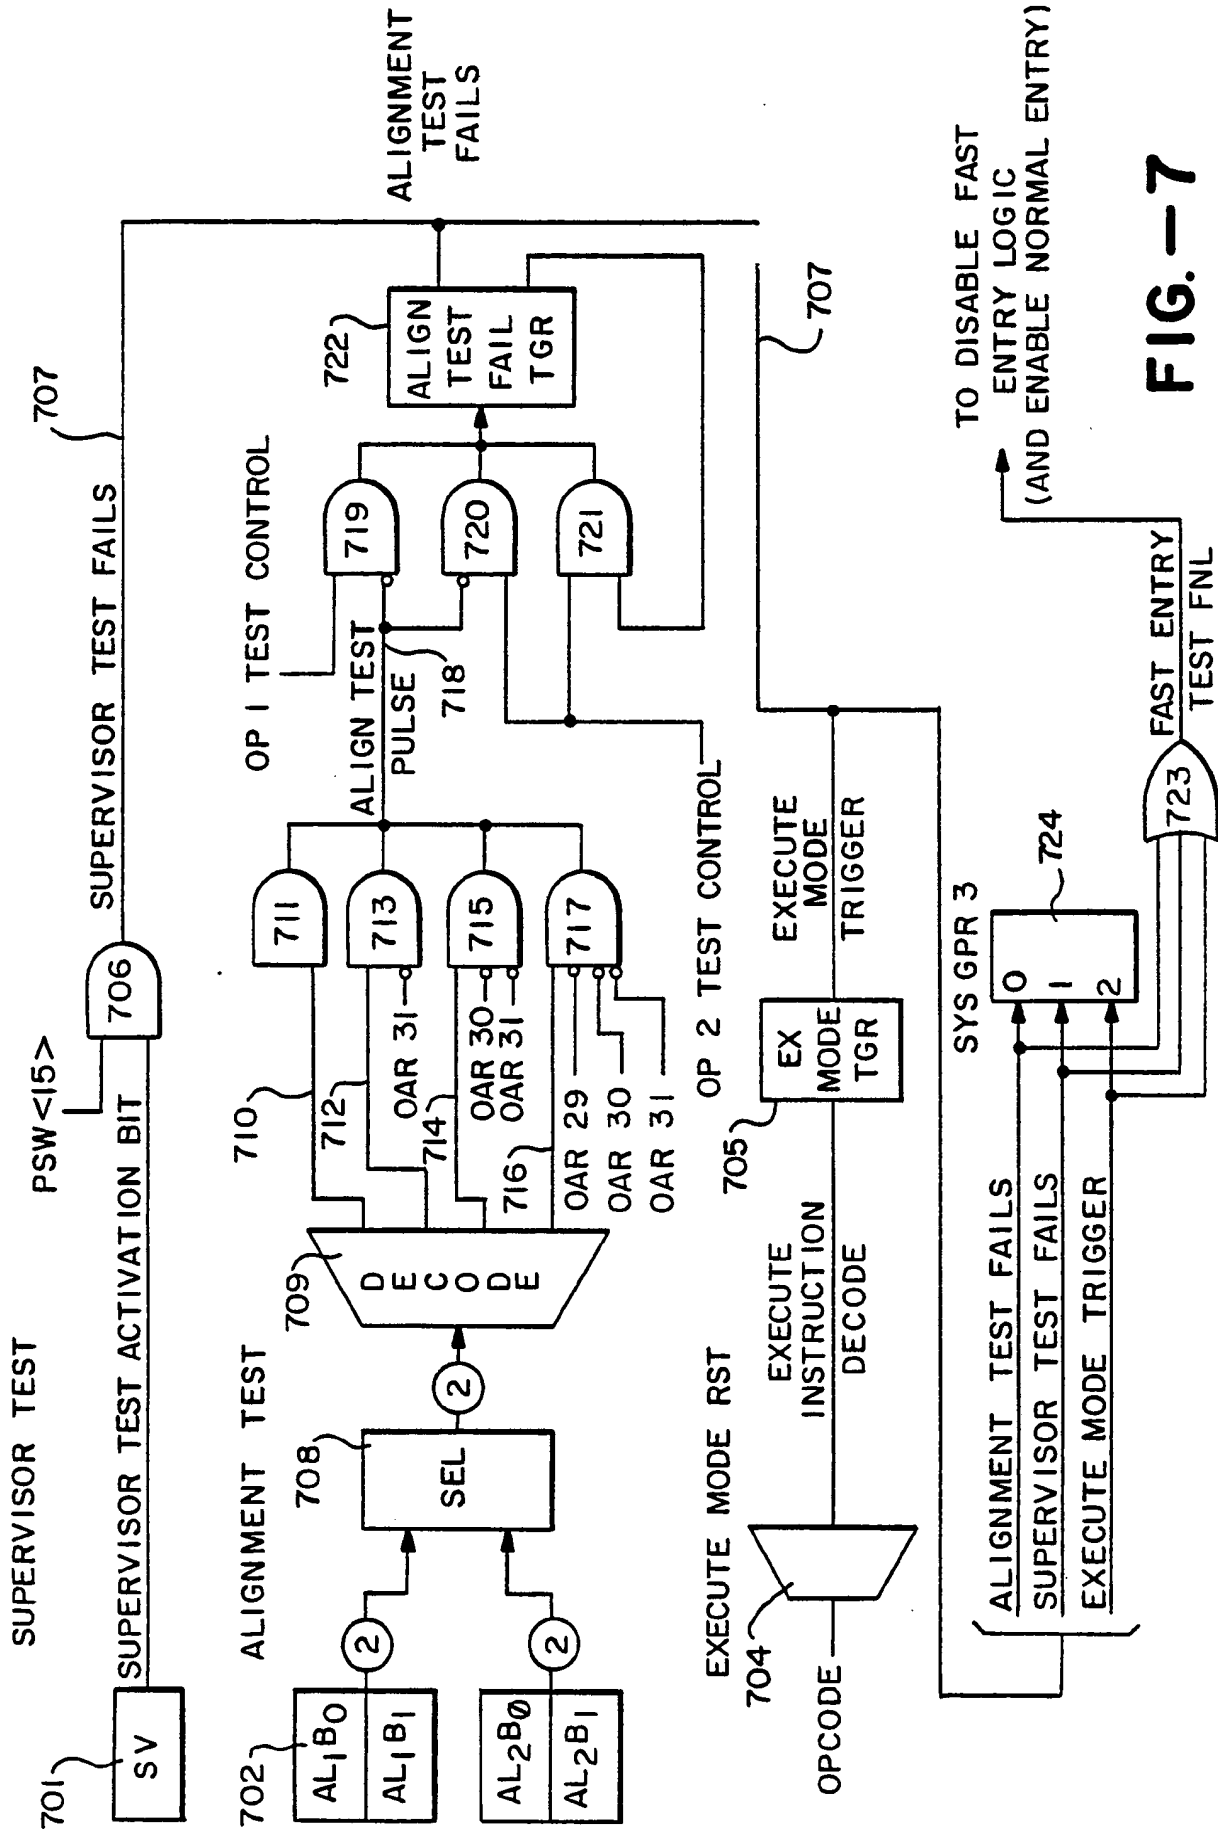 SUPERVISOR TEST
701
SV
SUPERVISOR TEST ACTIVATION BIT
PSW<15>
706
SUPERVISOR TEST FAILS
707
ALIGNMENT TEST
702
AL1B0
AL1B1
AL2BØ
AL2B1
2
2
708
SEL
2
709
DECODE
710
712
OAR 31
714
OAR 30
OAR 31
716
OAR 29
OAR 30
OAR 31
711
713
715
717
ALIGN TEST
PULSE
718
OP 1 TEST CONTROL
OP 2 TEST CONTROL
719
720
721
722
ALIGN
TEST
FAIL
TGR
ALIGNMENT
TEST
FAILS
707
EXECUTE MODE RST
704
OPCODE
EXECUTE
INSTRUCTION
DECODE
705
EX
MODE
TGR
EXECUTE
MODE
TRIGGER
ALIGNMENT TEST FAILS
SUPERVISOR TEST FAILS
EXECUTE MODE TRIGGER
SYS GPR 3
0
1
2
724
723
FAST ENTRY
TEST FNL
TO DISABLE FAST
ENTRY LOGIC
(AND ENABLE NORMAL ENTRY)
FIG.-7